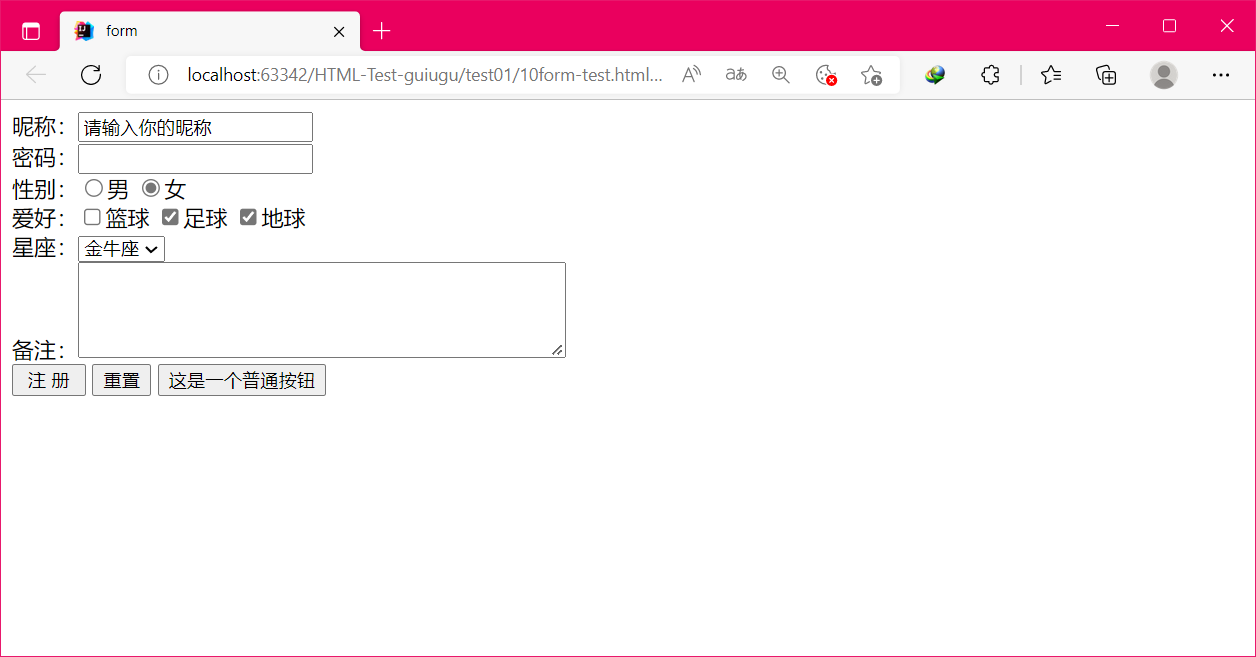 form
localhost:63342/HTML-Test-guiugu/test01/10form-test.html...
昵称：请输入你的昵称
密码：
性别：男 女
爱好：篮球 足球 地球
星座：金牛座
备注：
注 册 重置 这是一个普通按钮